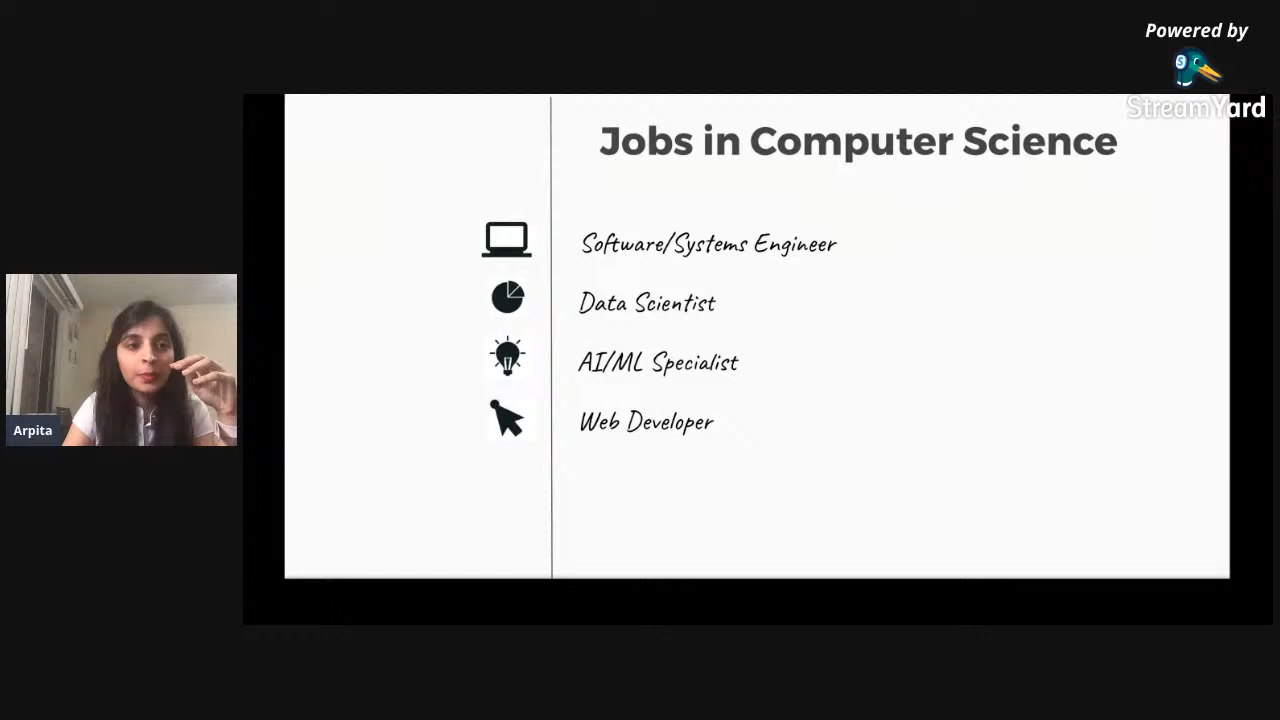 Powered by
StreamYard
Jobs in Computer Science
Software/Systems Engineer
Data Scientist
AI/ML Specialist
Web Developer
Arpita